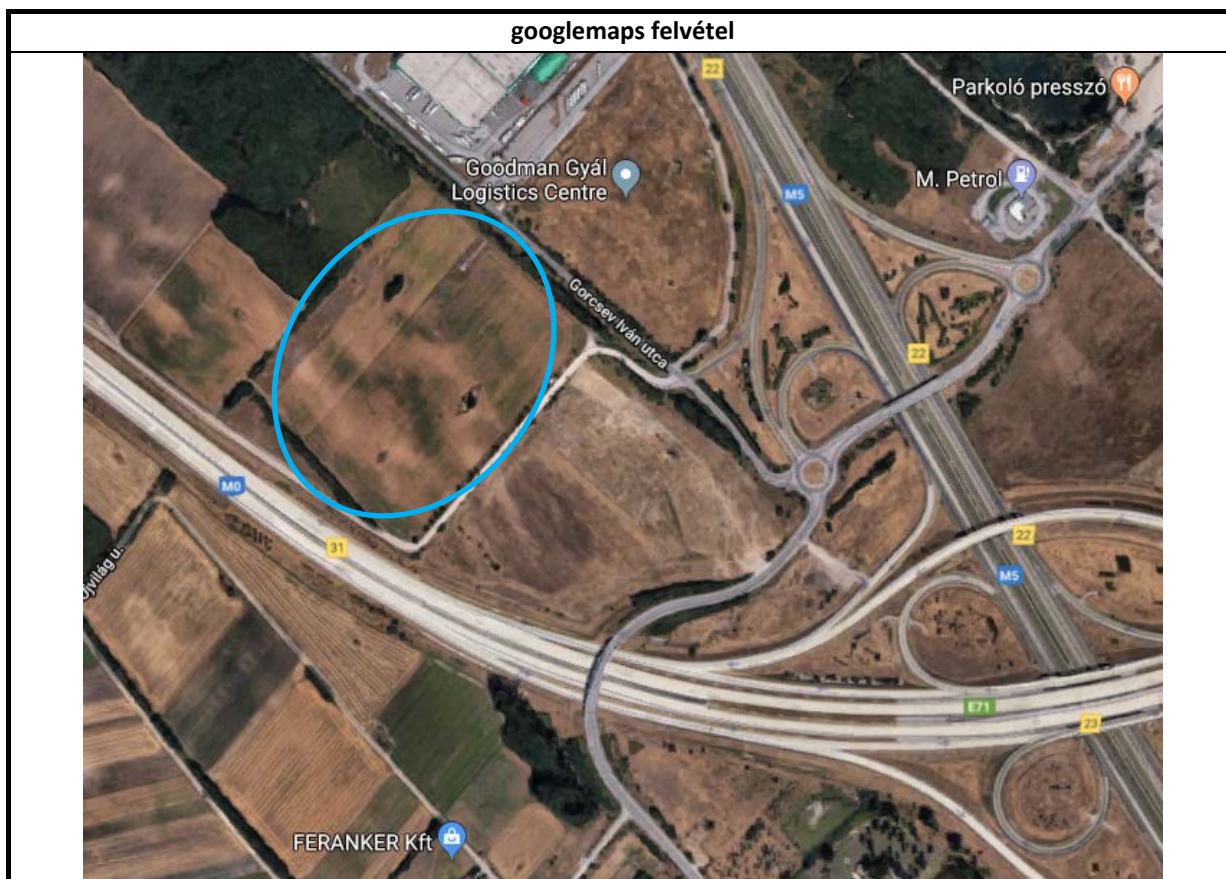 googlemaps felvétel
22
Parkoló presszó
Goodman Gyál
Logistics Centre
M. Petrol
M5
Gorcsev Iván utca
22
M0
31
22
Újvilág u.
M5
E71
23
FERANKER Kft